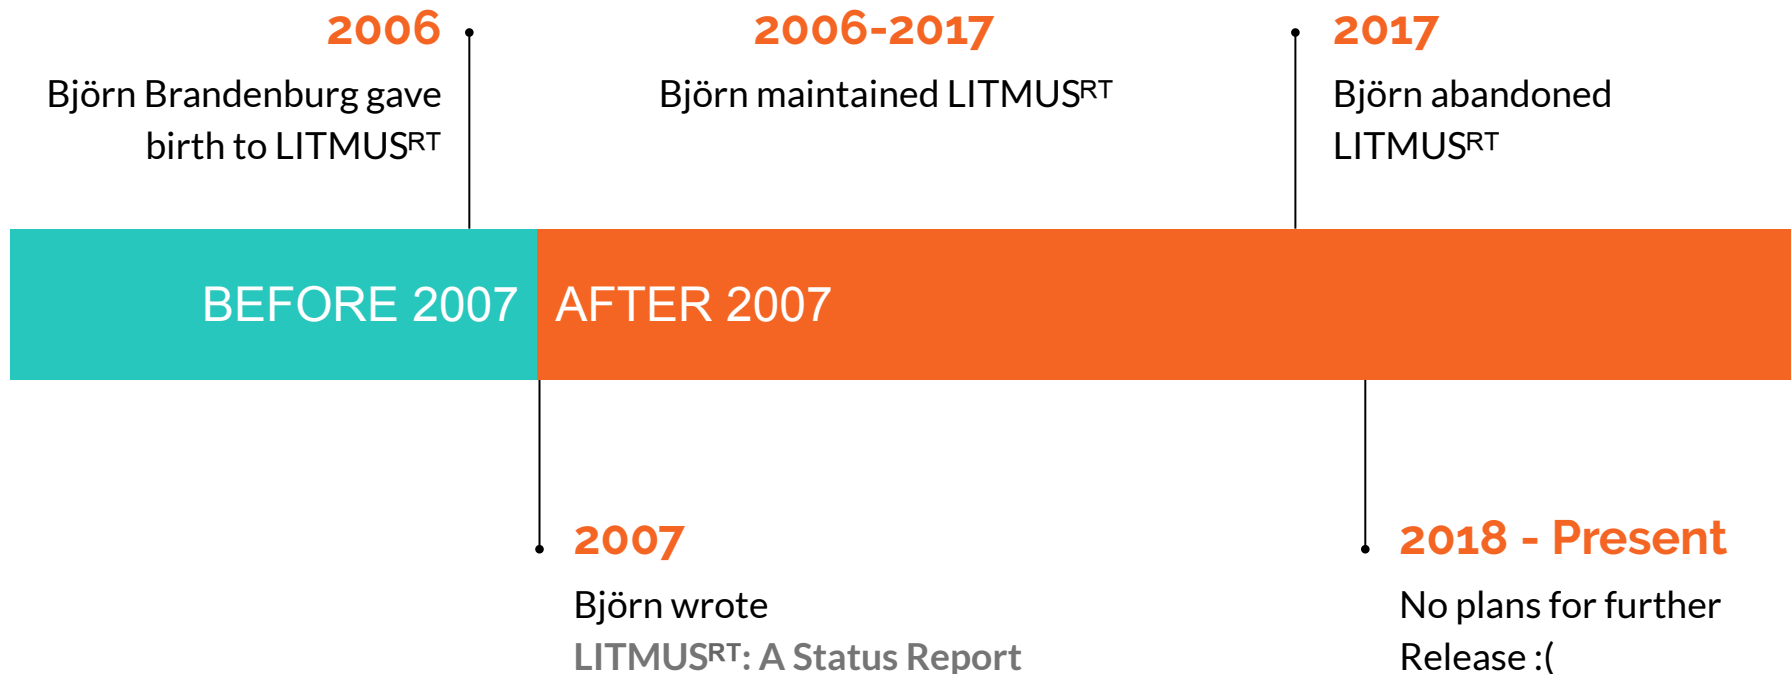 2006
Björn Brandenburg gave
birth to LITMUSᴿᵀ
2006-2017
Björn maintained LITMUSᴿᵀ
2017
Björn abandoned
LITMUSᴿᵀ
BEFORE 2007
AFTER 2007
2007
Björn wrote
LITMUSᴿᵀ: A Status Report
2018 - Present
No plans for further
Release :(